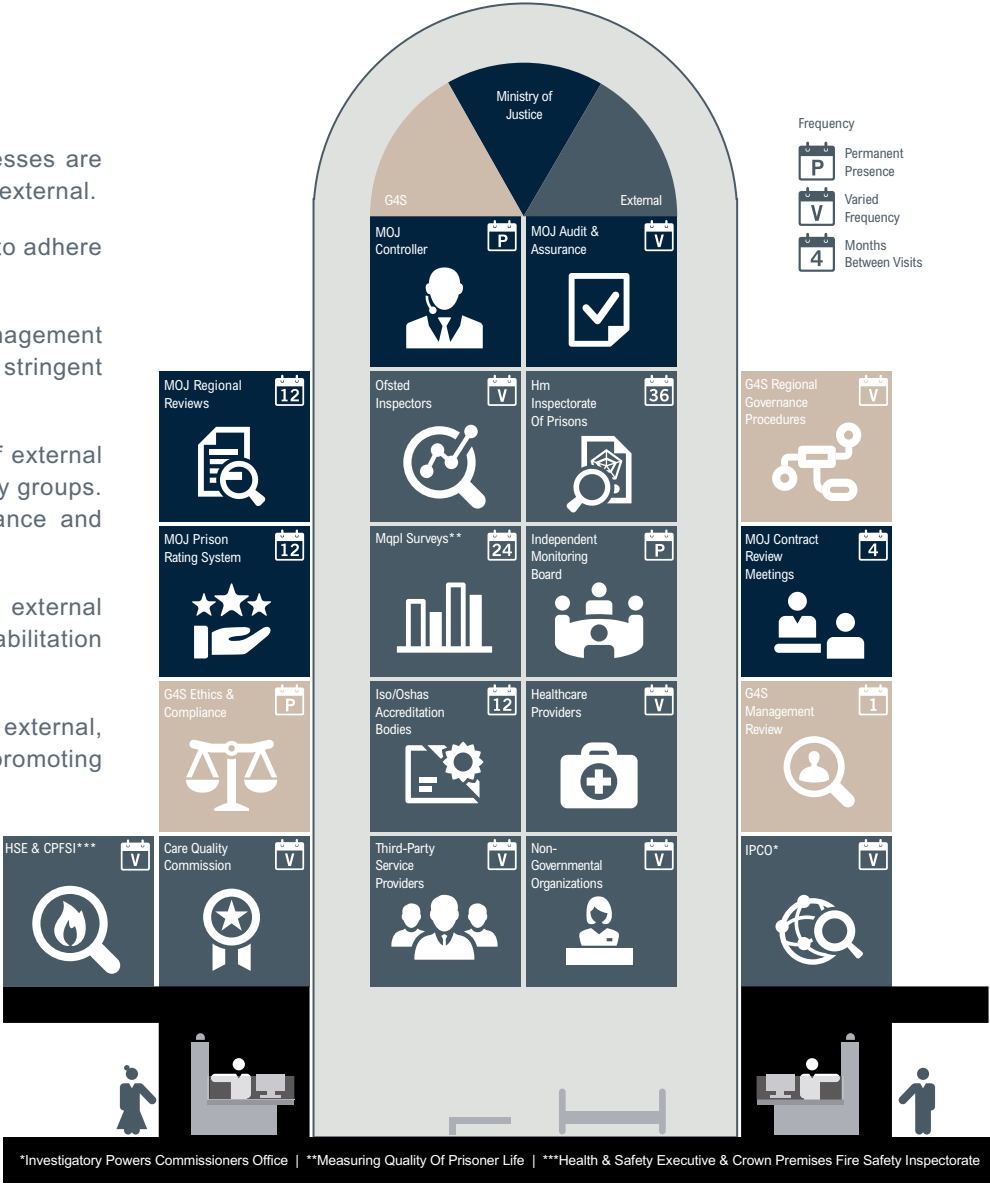 esses are
external.
to adhere
nagement
stringent
f external
y groups.
ance and
external
abilitation
external,
promoting
Ministry of
Justice
G4S
External
Frequency
P
Permanent
Presence
V
Varied
Frequency
4
Months
Between Visits
MOJ
Controller
P
MOJ Audit &
Assurance
V
MOJ Regional
Reviews
12
Ofsted
Inspectors
V
Hm
Inspectorate
Of Prisons
36
G4S Regional
Governance
Procedures
V
MOJ Prison
Rating System
12
Mqpl Surveys**
24
Independent
Monitoring
Board
P
MOJ Contract
Review
Meetings
4
G4S Ethics &
Compliance
P
Iso/Oshas
Accreditation
Bodies
12
Healthcare
Providers
V
G4S
Management
Review
1
HSE & CPFSI***
V
Care Quality
Commission
V
Third-Party
Service
Providers
V
Non-
Governmental
Organizations
V
IPCO*
V
*Investigatory Powers Commissioners Office | **Measuring Quality Of Prisoner Life | ***Health & Safety Executive & Crown Premises Fire Safety Inspectorate